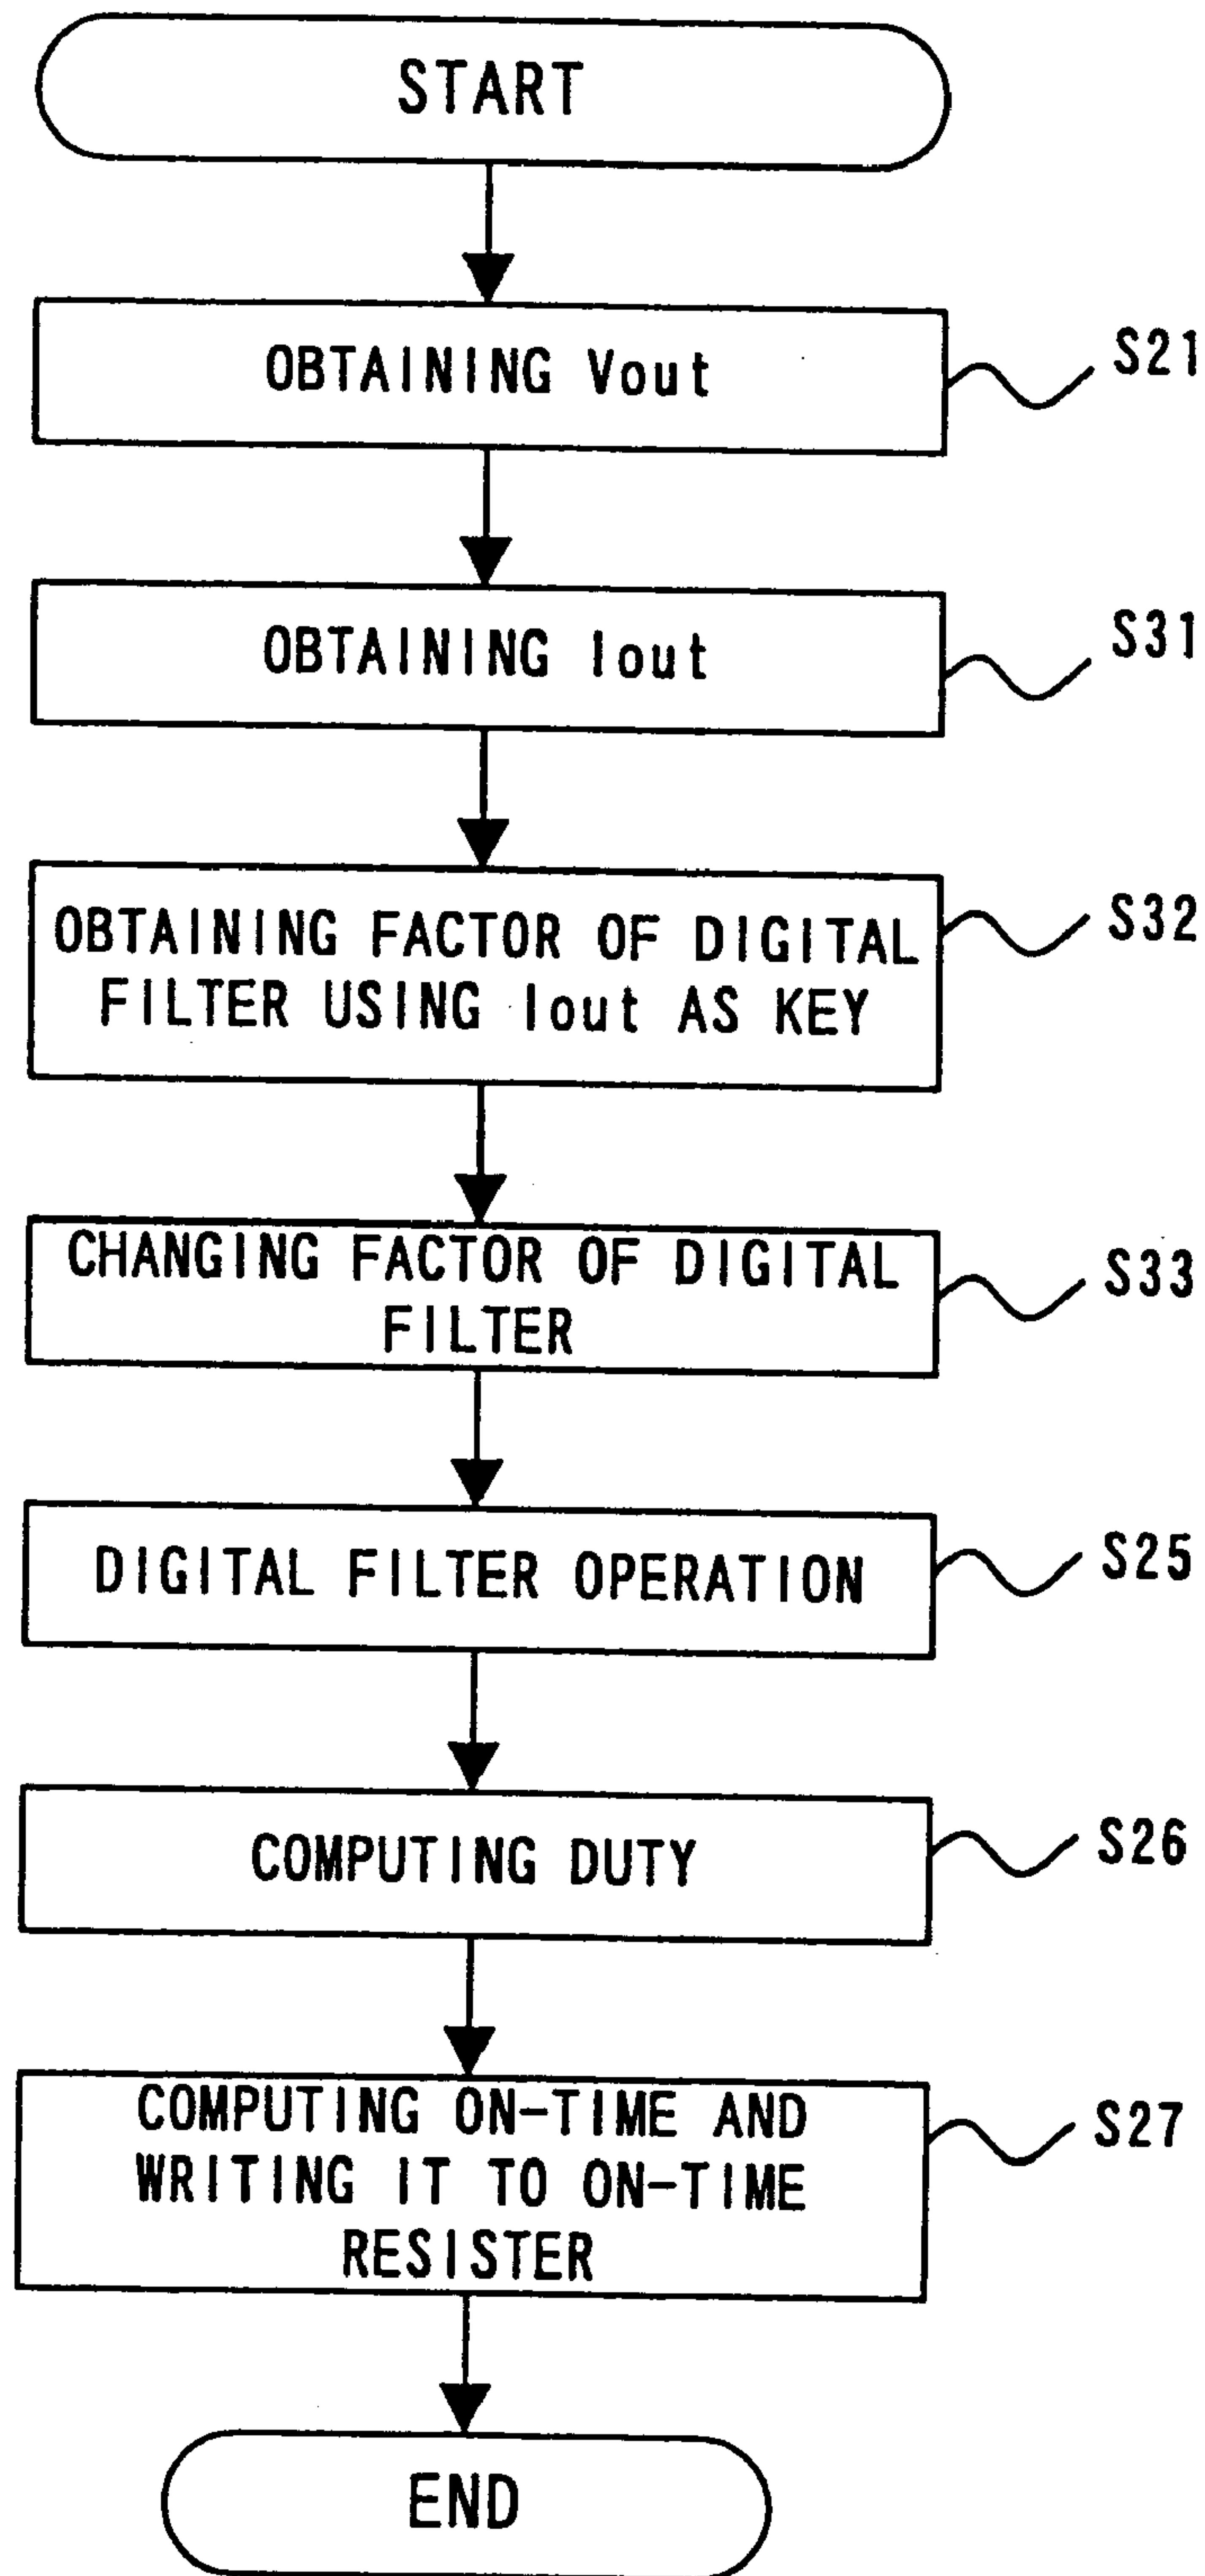 START
OBTAINING Vout
S21
OBTAINING Iout
S31
OBTAINING FACTOR OF DIGITAL
FILTER USING Iout AS KEY
S32
CHANGING FACTOR OF DIGITAL
FILTER
S33
DIGITAL FILTER OPERATION
S25
COMPUTING DUTY
S26
COMPUTING ON-TIME AND
WRITING IT TO ON-TIME
RESISTER
S27
END